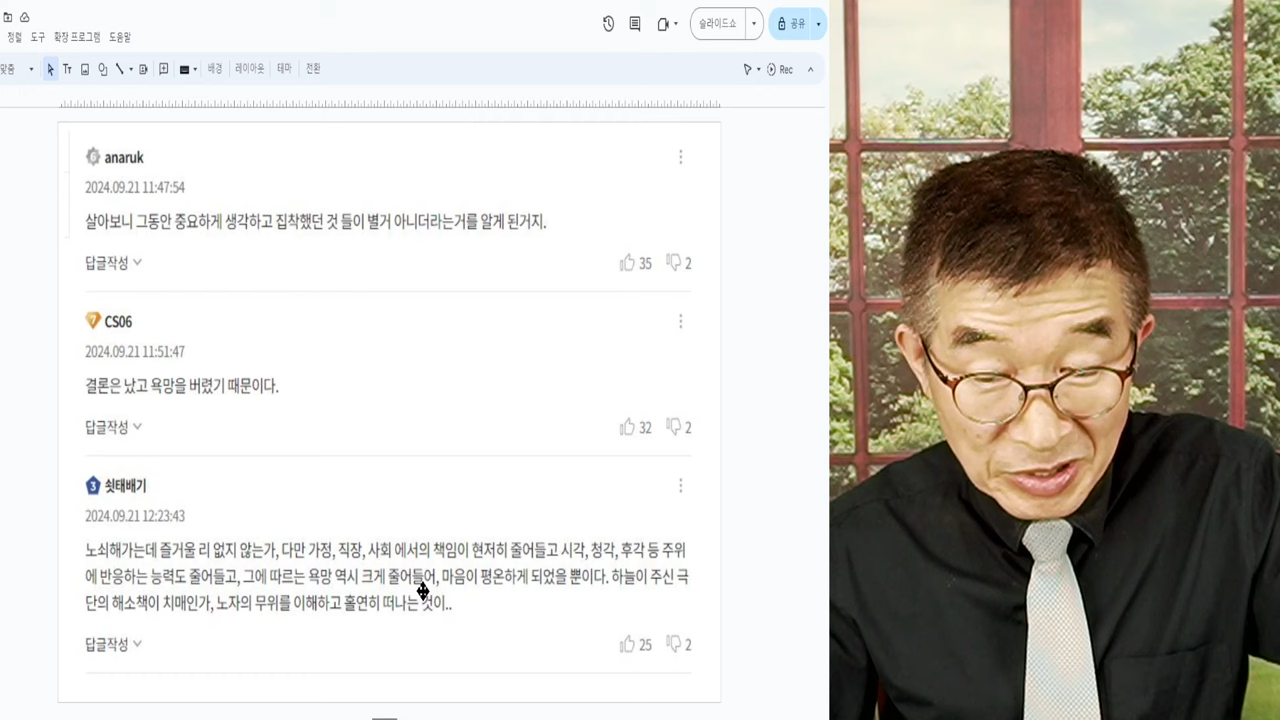 정렬 도구 확장 프로그램 도움말
슬라이드쇼
공유
맞춤
배경 레이아웃 테마 전환
Rec
6 anaruk
2024.09.21 11:47:54
살아보니 그동안 중요하게 생각하고 집착했던 것 들이 별거 아니더라는거를 알게 된거지.
답글작성
35 2
7 CS06
2024.09.21 11:51:47
결론은 났고 욕망을 버렸기 때문이다.
답글작성
32 2
3 쇳태배기
2024.09.21 12:23:43
노쇠해가는데 즐거울 리 없지 않는가, 다만 가정, 직장, 사회 에서의 책임이 현저히 줄어들고 시각, 청각, 후각 등 주위
에 반응하는 능력도 줄어들고, 그에 따르는 욕망 역시 크게 줄어들어, 마음이 평온하게 되었을 뿐이다. 하늘이 주신 극
단의 해소책이 치매인가, 노자의 무위를 이해하고 홀연히 떠나는 것이..
답글작성
25 2